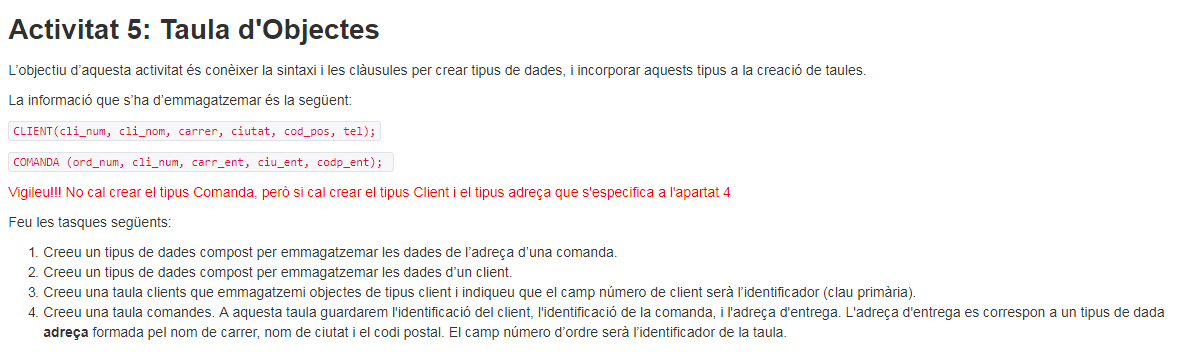 Activitat 5: Taula d'Objectes
L’objectiu d’aquesta activitat és conèixer la sintaxi i les clàusules per crear tipus de dades, i incorporar aquests tipus a la creació de taules.
La informació que s’ha d’emmagatzemar és la següent:
CLIENT(cli_num, cli_nom, carrer, ciutat, cod_pos, tel);
COMANDA (ord_num, cli_num, carr_ent, ciu_ent, codp_ent);
Vigileu!!! No cal crear el tipus Comanda, però si cal crear el tipus Client i el tipus adreça que s'especifica a l'apartat 4
Feu les tasques següents:
1. Creeu un tipus de dades compost per emmagatzemar les dades de l’adreça d’una comanda.
2. Creeu un tipus de dades compost per emmagatzemar les dades d’un client.
3. Creeu una taula clients que emmagatzemi objectes de tipus client i indiqueu que el camp número de client serà l’identificador (clau primària).
4. Creeu una taula comandes. A aquesta taula guardarem l'identificació del client, l'identificació de la comanda, i l'adreça d'entrega. L'adreça d'entrega es correspon a un tipus de dada
adreça formada pel nom de carrer, nom de ciutat i el codi postal. El camp número d’ordre serà l’identificador de la taula.